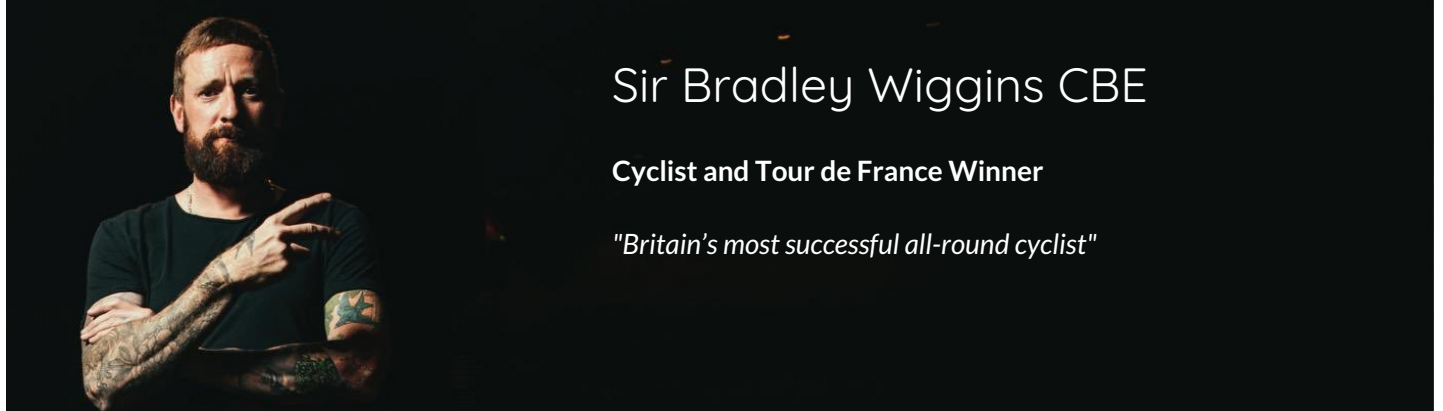 Sir Bradley Wiggins CBE
Cyclist and Tour de France Winner
"Britain’s most successful all-round cyclist"